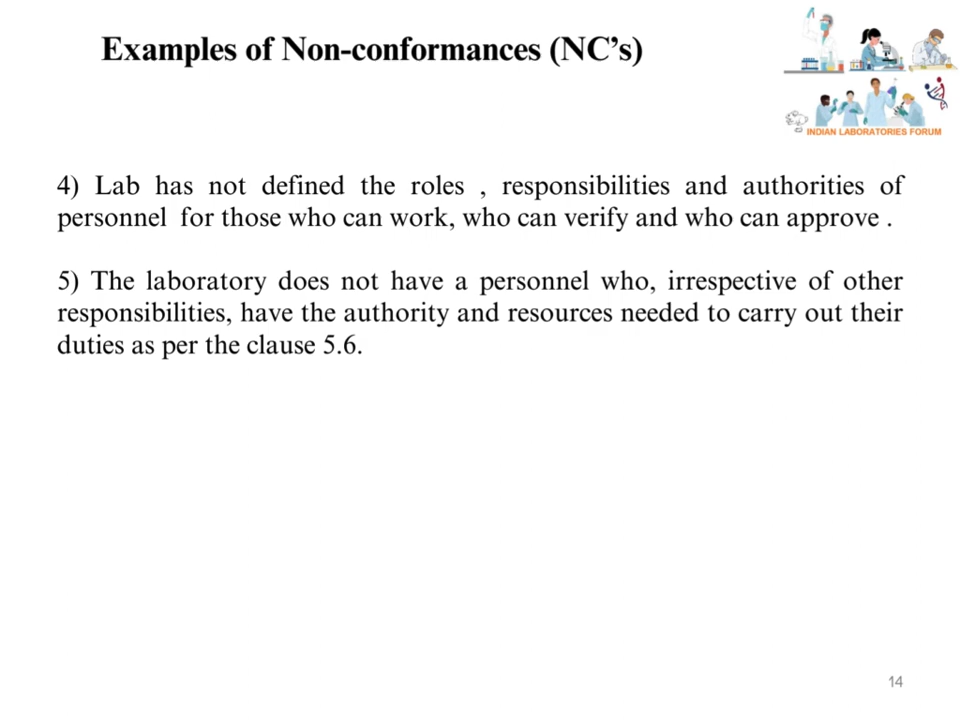 Examples of Non-conformances (NC’s)
INDIAN LABORATORIES FORUM
4) Lab has not defined the roles , responsibilities and authorities of
personnel for those who can work, who can verify and who can approve .
5) The laboratory does not have a personnel who, irrespective of other
responsibilities, have the authority and resources needed to carry out their
duties as per the clause 5.6.
14